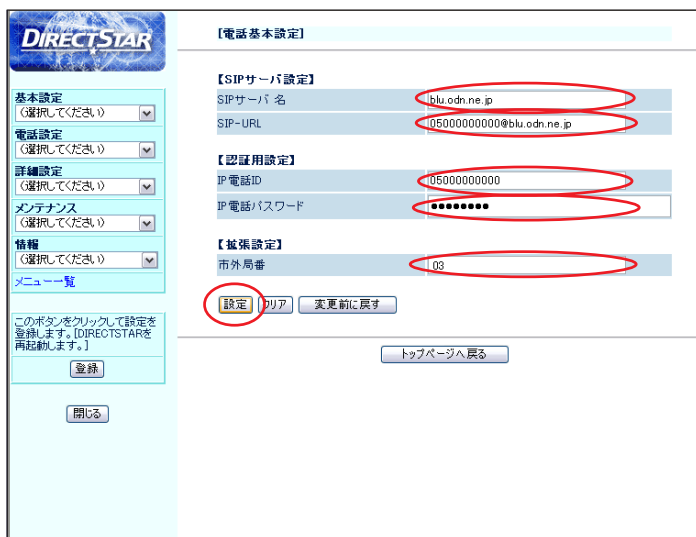 DIRECTSTAR
基本設定
(選択してください)
電話設定
(選択してください)
詳細設定
(選択してください)
メンテナンス
(選択してください)
情報
(選択してください)
メニュー一覧
このボタンをクリックして設定を
登録します。[DIRECTSTARを
再起動します。]
登録
閉じる
[電話基本設定]
【SIPサーバ設定】
SIPサーバ 名 blu.odn.ne.jp
SIP-URL 05000000000@blu.odn.ne.jp
【認証用設定】
IP電話ID 05000000000
IP電話パスワード ●●●●●●●●
【拡張設定】
市外局番 03
設定 クリア 変更前に戻す
トップページへ戻る